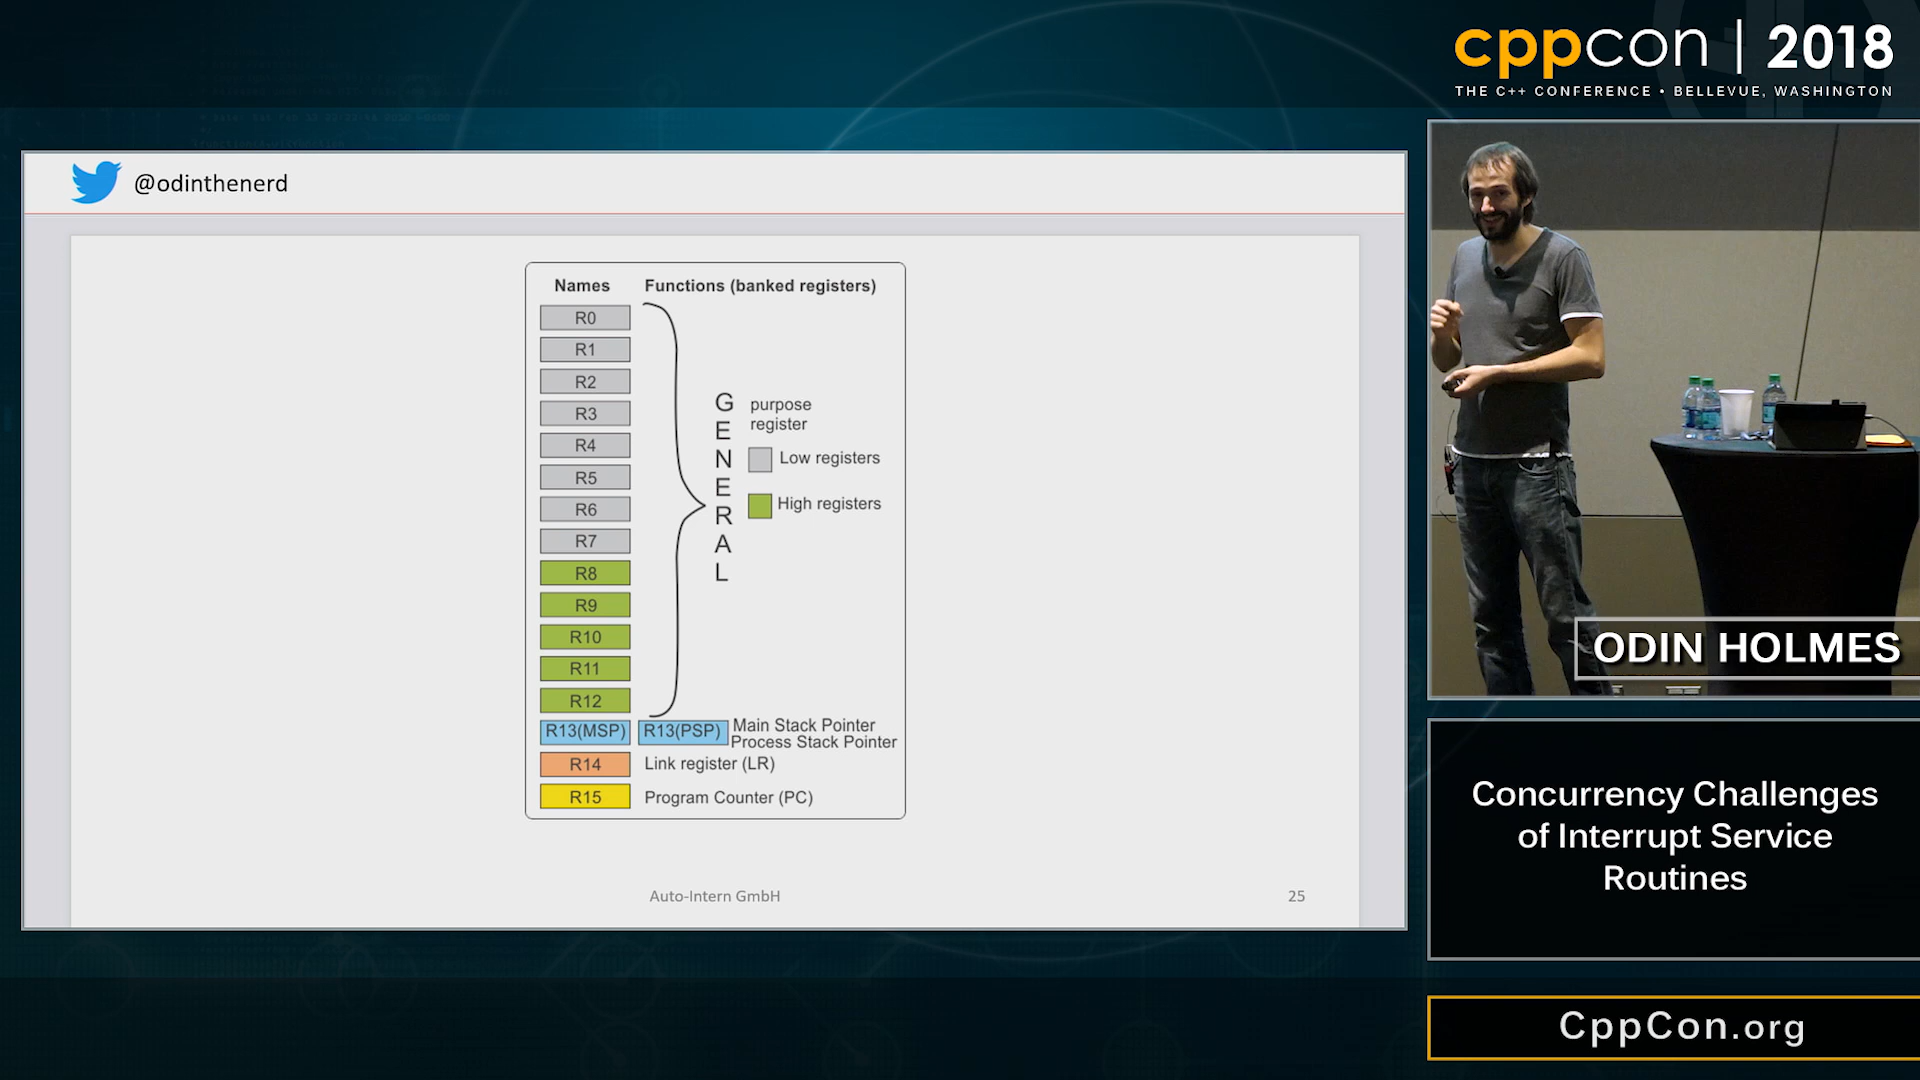 cppcon | 2018
THE C++ CONFERENCE • BELLEVUE, WASHINGTON
@odinthenerd
Names Functions (banked registers)
R0
R1
R2
R3
R4
R5
R6
R7
R8
R9
R10
R11
R12
GENERAL
purpose
register
Low registers
High registers
R13(MSP) R13(PSP) Main Stack Pointer
Process Stack Pointer
R14 Link register (LR)
R15 Program Counter (PC)
Auto-Intern GmbH 25
ODIN HOLMES
Concurrency Challenges
of Interrupt Service
Routines
CppCon.org